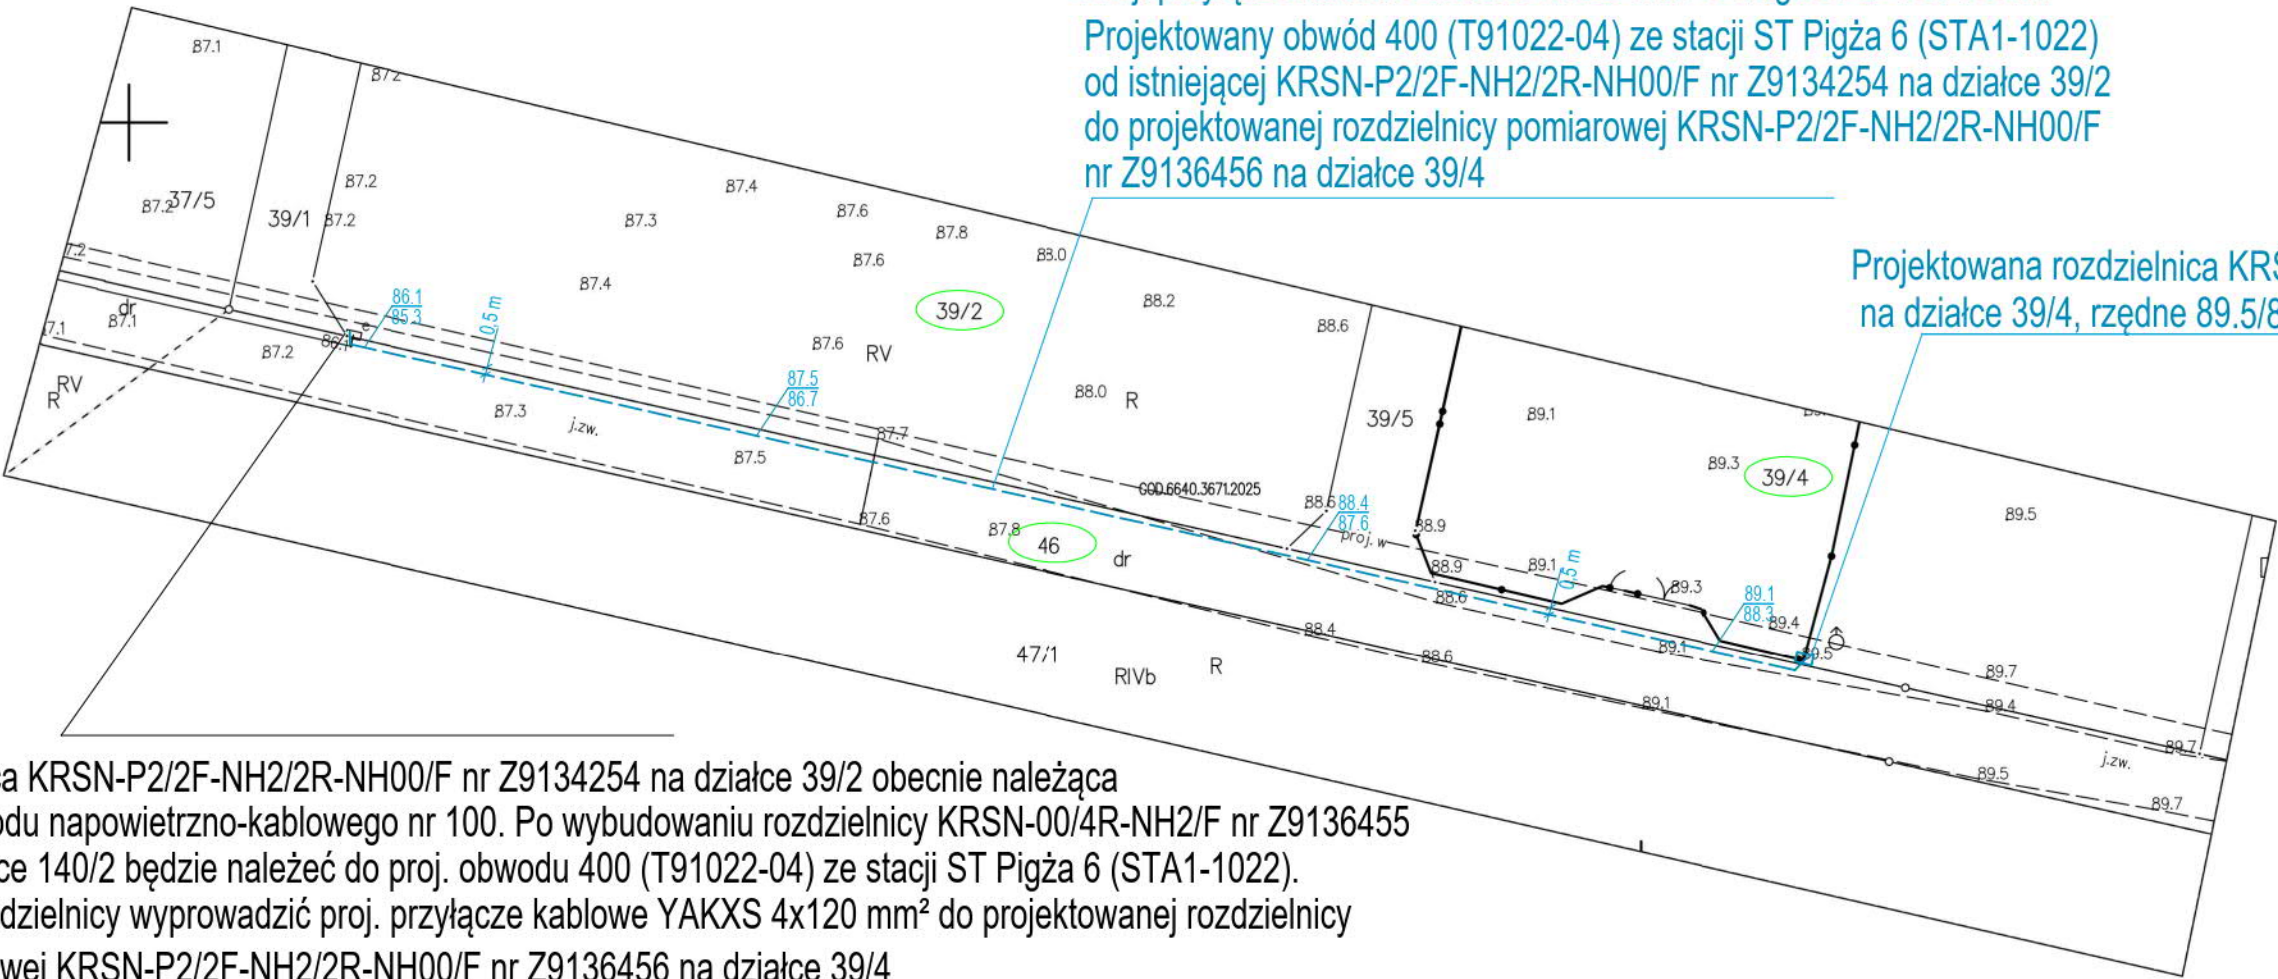 Projektowany obwód 400 (T91022-04) ze stacji ST Pigża 6 (STA1-1022)
od istniejącej KRSN-P2/2F-NH2/2R-NH00/F nr Z9134254 na działce 39/2
do projektowanej rozdzielnicy pomiarowej KRSN-P2/2F-NH2/2R-NH00/F
nr Z9136456 na działce 39/4
Projektowana rozdzielnica
na działce 39/4, rzędne 89.5/
87.1
87.2
37/5
39/1
87.2
87.2
87.2
87.3
87.4
87.4
87.6
87.6
87.8
88.0
39/2
87.6
RV
88.0
R
88.2
88.6
39/5
89.1
89.3
39/4
89.5
dr
87.1
87.2
RV
R
e
86.1
85.3
0,5 m
87.3
j.zw.
87.5
86.7
87.5
87.7
87.6
87.8
46
dr
COD.6640.3671.2025
88.6
88.4
87.6
proj. w
88.9
88.9
88.6
89.1
0,5 m
89.3
89.1
88.3
89.4
89.1
89.5
89.7
89.4
89.7
j.zw.
89.5
89.7
88.4
88.6
89.1
47/1
RIVb
R
KRSN-P2/2F-NH2/2R-NH00/F nr Z9134254 na działce 39/2 obecnie należąca
napowietrzno-kablowego nr 100. Po wybudowaniu rozdzielnicy KRSN-00/4R-NH2/F nr Z9136455
140/2 będzie należeć do proj. obwodu 400 (T91022-04) ze stacji ST Pigża 6 (STA1-1022).
wyprowadzić proj. przyłącze kablowe YAKXS 4x120 mm² do projektowanej rozdzielnicy
KRSN-P2/2F-NH2/2R-NH00/F nr Z9136456 na działce 39/4